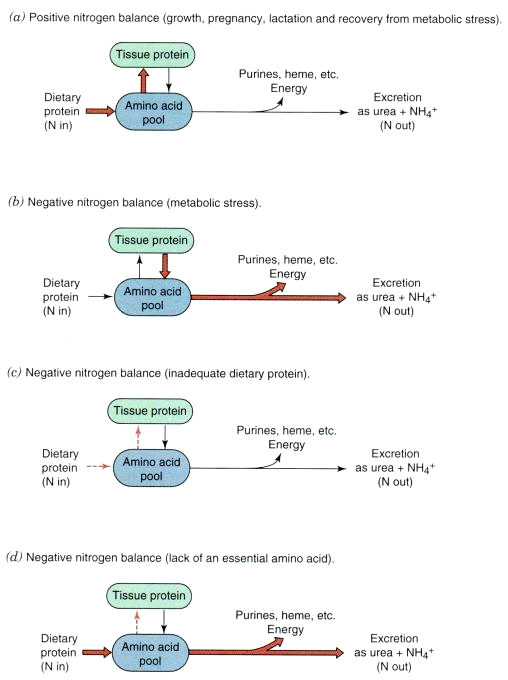 (a) Positive nitrogen balance (growth, pregnancy, lactation and recovery from metabolic stress).
Tissue protein
Purines, heme, etc.
Energy
Dietary
protein
(N in)
Amino acid
pool
Excretion
as urea + NH₄⁺
(N out)
(b) Negative nitrogen balance (metabolic stress).
Tissue protein
Purines, heme, etc.
Energy
Dietary
protein
(N in)
Amino acid
pool
Excretion
as urea + NH₄⁺
(N out)
(c) Negative nitrogen balance (inadequate dietary protein).
Tissue protein
Purines, heme, etc.
Energy
Dietary
protein
(N in)
Amino acid
pool
Excretion
as urea + NH₄⁺
(N out)
(d) Negative nitrogen balance (lack of an essential amino acid).
Tissue protein
Purines, heme, etc.
Energy
Dietary
protein
(N in)
Amino acid
pool
Excretion
as urea + NH₄⁺
(N out)